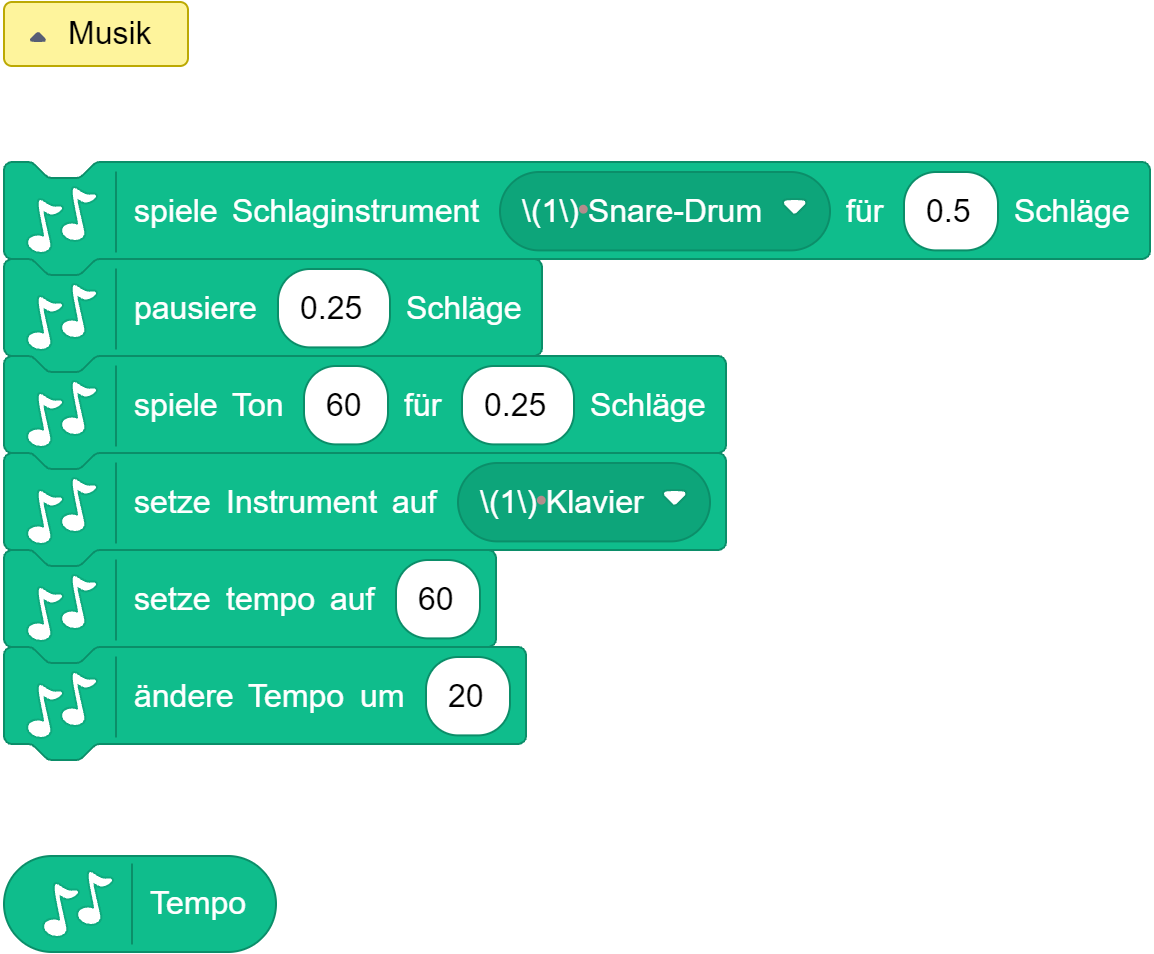 Musik
spiele Schlaginstrument \(1\) Snare-Drum für 0.5 Schläge
pausiere 0.25 Schläge
spiele Ton 60 für 0.25 Schläge
setze Instrument auf \(1\) Klavier
setze tempo auf 60
ändere Tempo um 20
Tempo